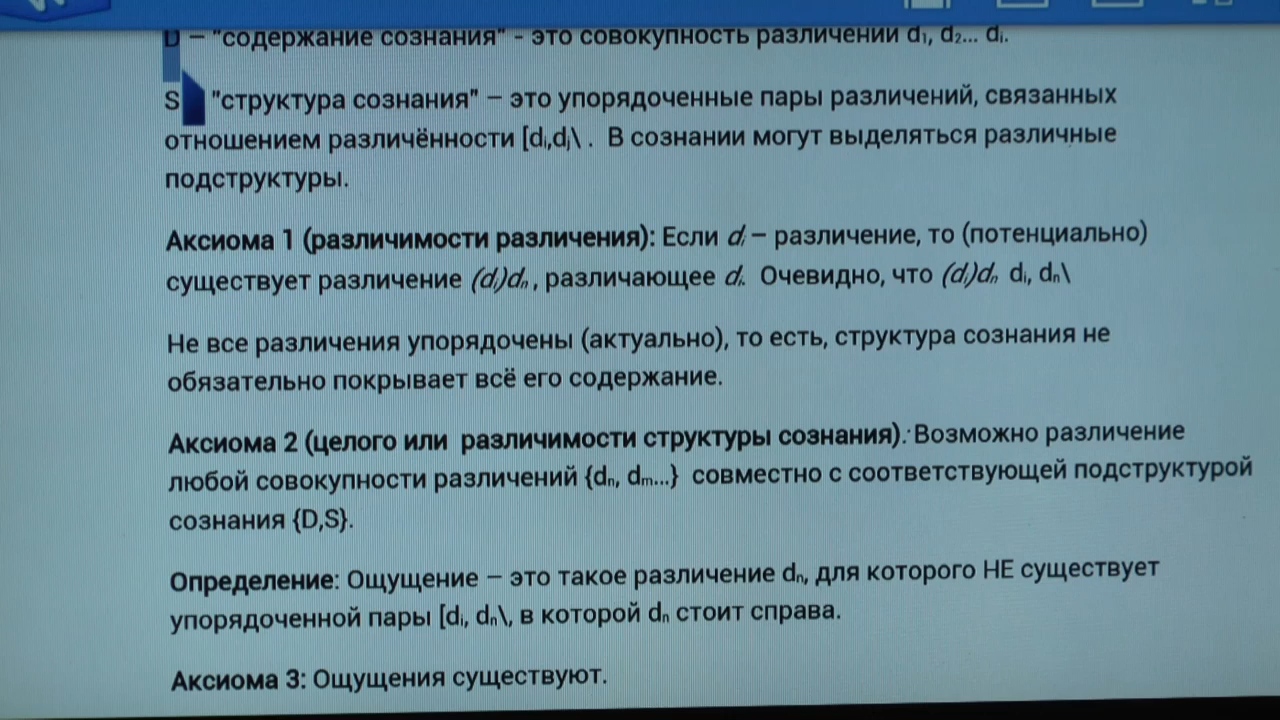 D – "содержание сознания" - это совокупность различений d₁, d₂... dᵢ.
S "структура сознания" – это упорядоченные пары различений, связанных
отношением различённости [dᵢ,dⱼ\ . В сознании могут выделяться различные
подструктуры.
Аксиома 1 (различимости различения): Если dᵢ – различение, то (потенциально)
существует различение (dᵢ)dₙ , различающее dᵢ. Очевидно, что (dᵢ)dₙ dᵢ, dₙ\
Не все различения упорядочены (актуально), то есть, структура сознания не
обязательно покрывает всё его содержание.
Аксиома 2 (целого или различимости структуры сознания).: Возможно различение
любой совокупности различений {dₙ, dₘ...} совместно с соответствующей подструктурой
сознания {D,S}.
Определение: Ощущение – это такое различение dₙ, для которого НЕ существует
упорядоченной пары [dᵢ, dₙ\, в которой dₙ стоит справа.
Аксиома 3: Ощущения существуют.